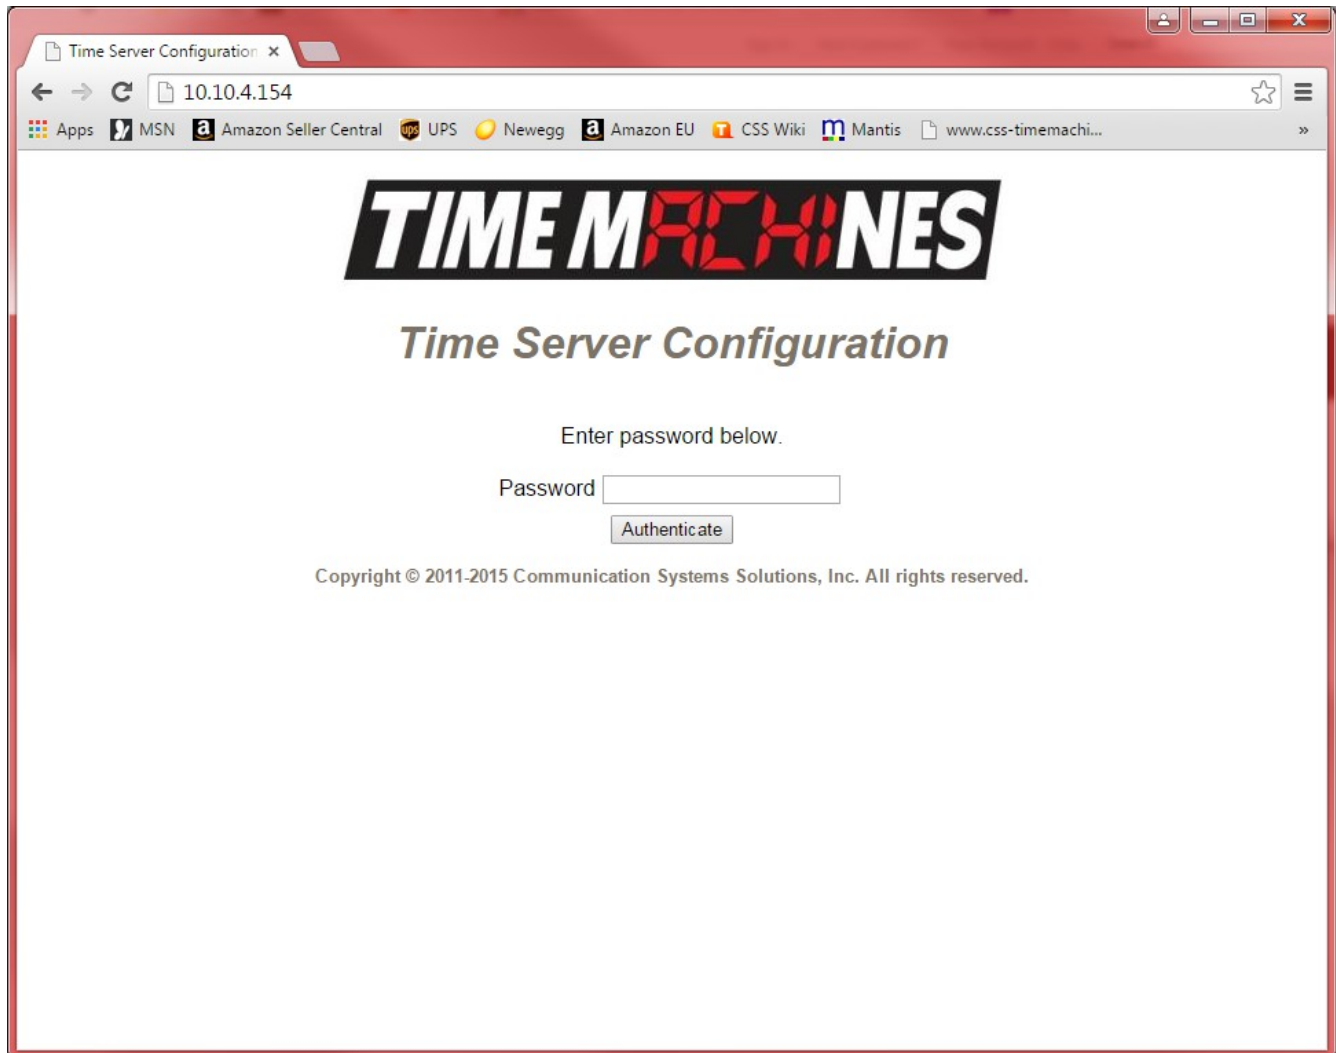 Time Server Configuration
10.10.4.154
Apps MSN Amazon Seller Central UPS Newegg Amazon EU CSS Wiki Mantis www.css-timemachi... »
TIME MACHINES
Time Server Configuration
Enter password below.
Password
Authenticate
Copyright © 2011-2015 Communication Systems Solutions, Inc. All rights reserved.